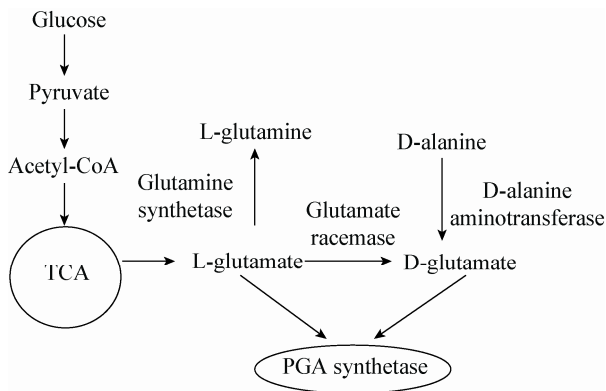 Glucose
Pyruvate
Acetyl-CoA
TCA
L-glutamine
Glutamine
synthetase
L-glutamate
Glutamate
racemase
D-alanine
D-alanine
aminotransferase
D-glutamate
PGA synthetase